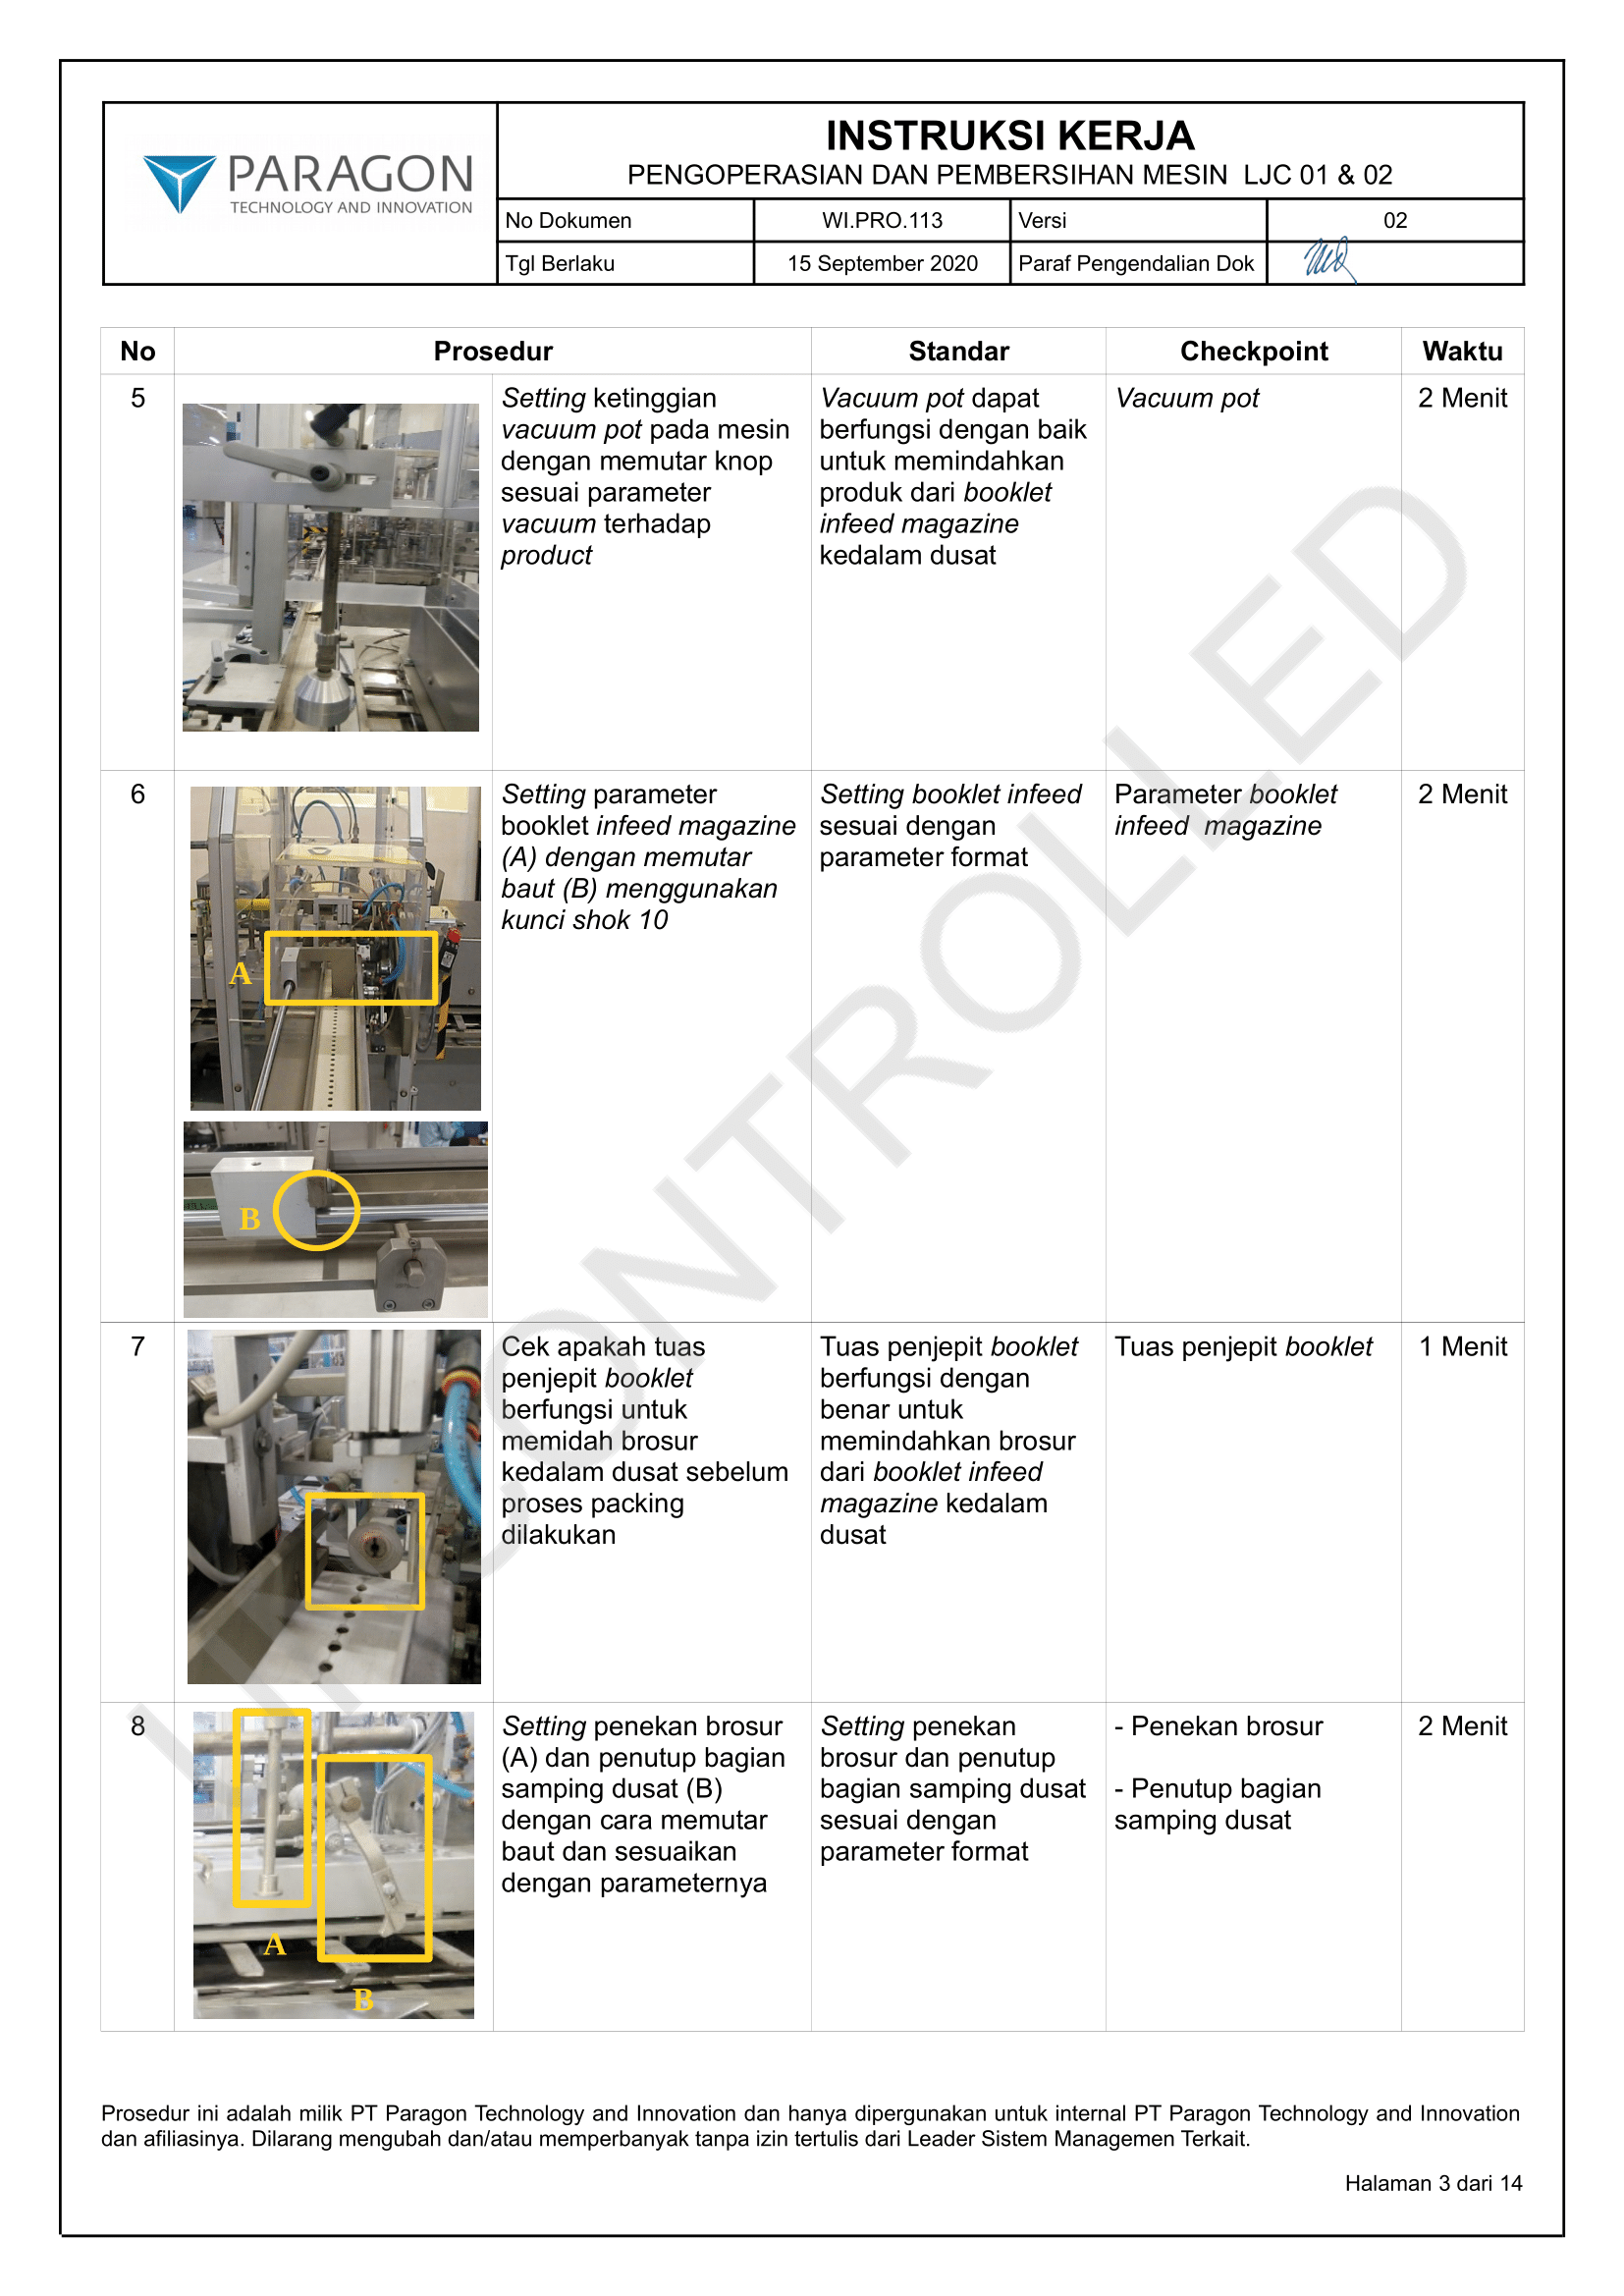 PARAGON
TECHNOLOGY AND INNOVATION
INSTRUKSI KERJA
PENGOPERASIAN DAN PEMBERSIHAN MESIN LJC 01 & 02
No Dokumen WI.PRO.113 Versi 02
Tgl Berlaku 15 September 2020 Paraf Pengendalian Dok
No Prosedur Standar Checkpoint Waktu
5
Setting ketinggian
vacuum pot pada mesin
dengan memutar knop
sesuai parameter
vacuum terhadap
product
Vacuum pot dapat
berfungsi dengan baik
untuk memindahkan
produk dari booklet
infeed magazine
kedalam dusat
Vacuum pot
2 Menit
6
A
B
Setting parameter
booklet infeed magazine
(A) dengan memutar
baut (B) menggunakan
kunci shok 10
Setting booklet infeed
sesuai dengan
parameter format
Parameter booklet
infeed magazine
2 Menit
7
Cek apakah tuas
penjepit booklet
berfungsi untuk
memidah brosur
kedalam dusat sebelum
proses packing
dilakukan
Tuas penjepit booklet
berfungsi dengan
benar untuk
memindahkan brosur
dari booklet infeed
magazine kedalam
dusat
Tuas penjepit booklet
1 Menit
8
A
B
Setting penekan brosur
(A) dan penutup bagian
samping dusat (B)
dengan cara memutar
baut dan sesuaikan
dengan parameternya
Setting penekan
brosur dan penutup
bagian samping dusat
sesuai dengan
parameter format
- Penekan brosur
- Penutup bagian
samping dusat
2 Menit
UNCONTROLLED
Prosedur ini adalah milik PT Paragon Technology and Innovation dan hanya dipergunakan untuk internal PT Paragon Technology and Innovation
dan afiliasinya. Dilarang mengubah dan/atau memperbanyak tanpa izin tertulis dari Leader Sistem Managemen Terkait.
Halaman 3 dari 14